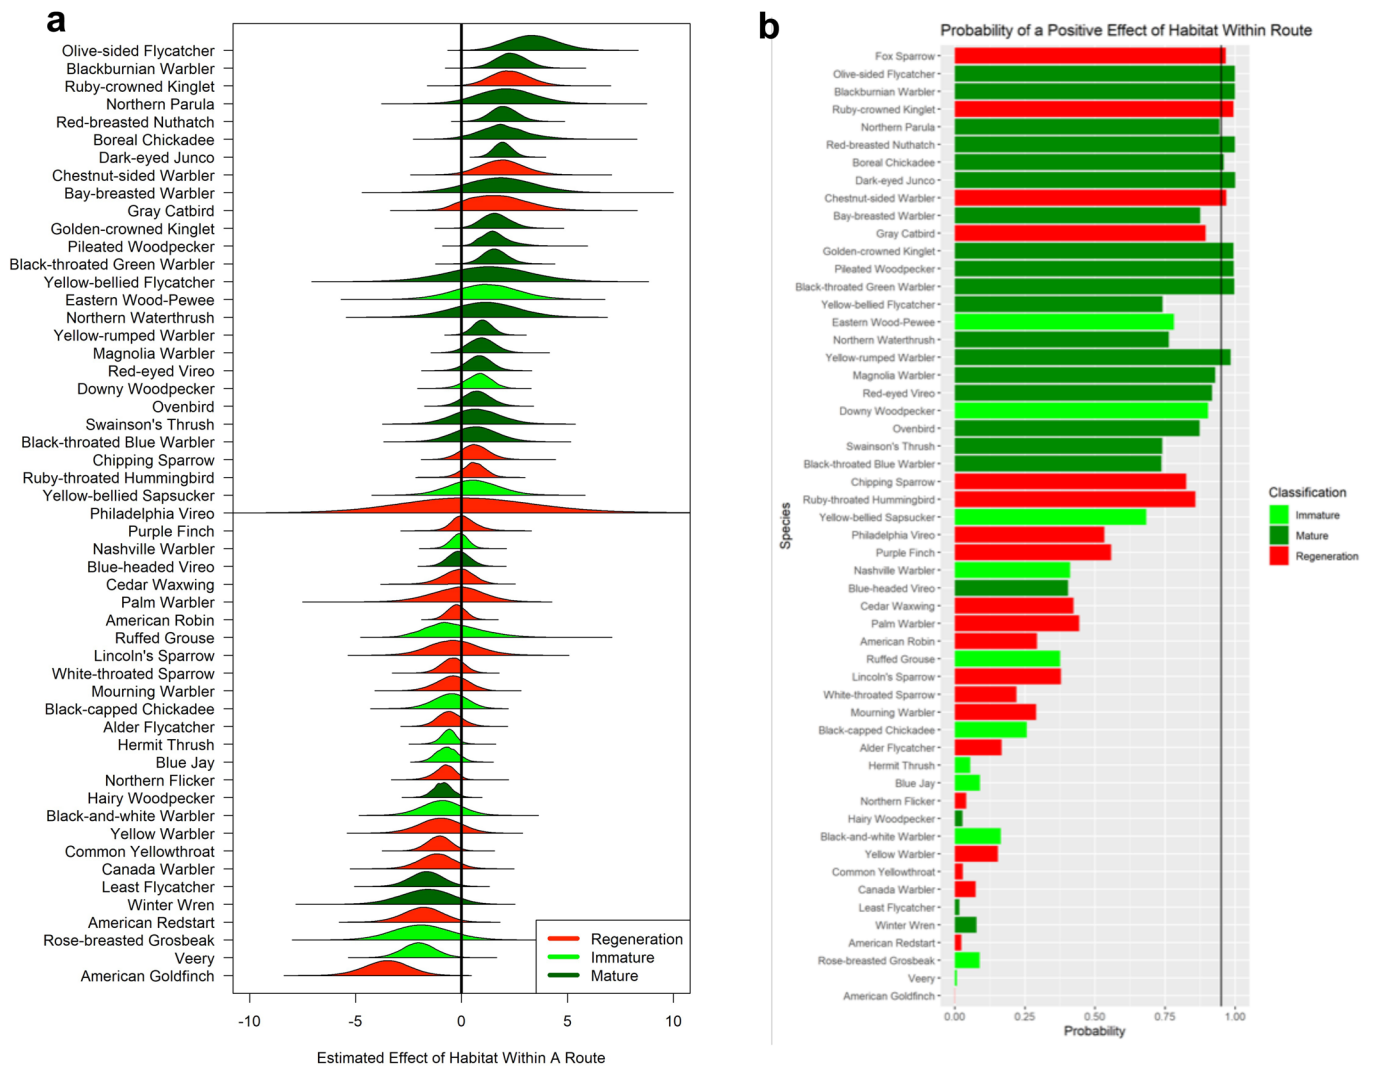 a
Olive-sided Flycatcher
Blackburnian Warbler
Ruby-crowned Kinglet
Northern Parula
Red-breasted Nuthatch
Boreal Chickadee
Dark-eyed Junco
Chestnut-sided Warbler
Bay-breasted Warbler
Gray Catbird
Golden-crowned Kinglet
Pileated Woodpecker
Black-throated Green Warbler
Yellow-bellied Flycatcher
Eastern Wood-Pewee
Northern Waterthrush
Yellow-rumped Warbler
Magnolia Warbler
Red-eyed Vireo
Downy Woodpecker
Ovenbird
Swainson's Thrush
Black-throated Blue Warbler
Chipping Sparrow
Ruby-throated Hummingbird
Yellow-bellied Sapsucker
Philadelphia Vireo
Purple Finch
Nashville Warbler
Blue-headed Vireo
Cedar Waxwing
Palm Warbler
American Robin
Ruffed Grouse
Lincoln's Sparrow
White-throated Sparrow
Mourning Warbler
Black-capped Chickadee
Alder Flycatcher
Hermit Thrush
Blue Jay
Northern Flicker
Hairy Woodpecker
Black-and-white Warbler
Yellow Warbler
Common Yellowthroat
Canada Warbler
Least Flycatcher
Winter Wren
American Redstart
Rose-breasted Grosbeak
Veery
American Goldfinch
Regeneration
Immature
Mature
-10 -5 0 5 10
Estimated Effect of Habitat Within A Route
b
Probability of a Positive Effect of Habitat Within Route
Species
Fox Sparrow
Olive-sided Flycatcher
Blackburnian Warbler
Ruby-crowned Kinglet
Northern Parula
Red-breasted Nuthatch
Boreal Chickadee
Dark-eyed Junco
Chestnut-sided Warbler
Bay-breasted Warbler
Gray Catbird
Golden-crowned Kinglet
Pileated Woodpecker
Black-throated Green Warbler
Yellow-bellied Flycatcher
Eastern Wood-Pewee
Northern Waterthrush
Yellow-rumped Warbler
Magnolia Warbler
Red-eyed Vireo
Downy Woodpecker
Ovenbird
Swainson's Thrush
Black-throated Blue Warbler
Chipping Sparrow
Ruby-throated Hummingbird
Yellow-bellied Sapsucker
Philadelphia Vireo
Purple Finch
Nashville Warbler
Blue-headed Vireo
Cedar Waxwing
Palm Warbler
American Robin
Ruffed Grouse
Lincoln's Sparrow
White-throated Sparrow
Mourning Warbler
Black-capped Chickadee
Alder Flycatcher
Hermit Thrush
Blue Jay
Northern Flicker
Hairy Woodpecker
Black-and-white Warbler
Yellow Warbler
Common Yellowthroat
Canada Warbler
Least Flycatcher
Winter Wren
American Redstart
Rose-breasted Grosbeak
Veery
American Goldfinch
0.00 0.25 0.50 0.75 1.00
Probability
Classification
Immature
Mature
Regeneration